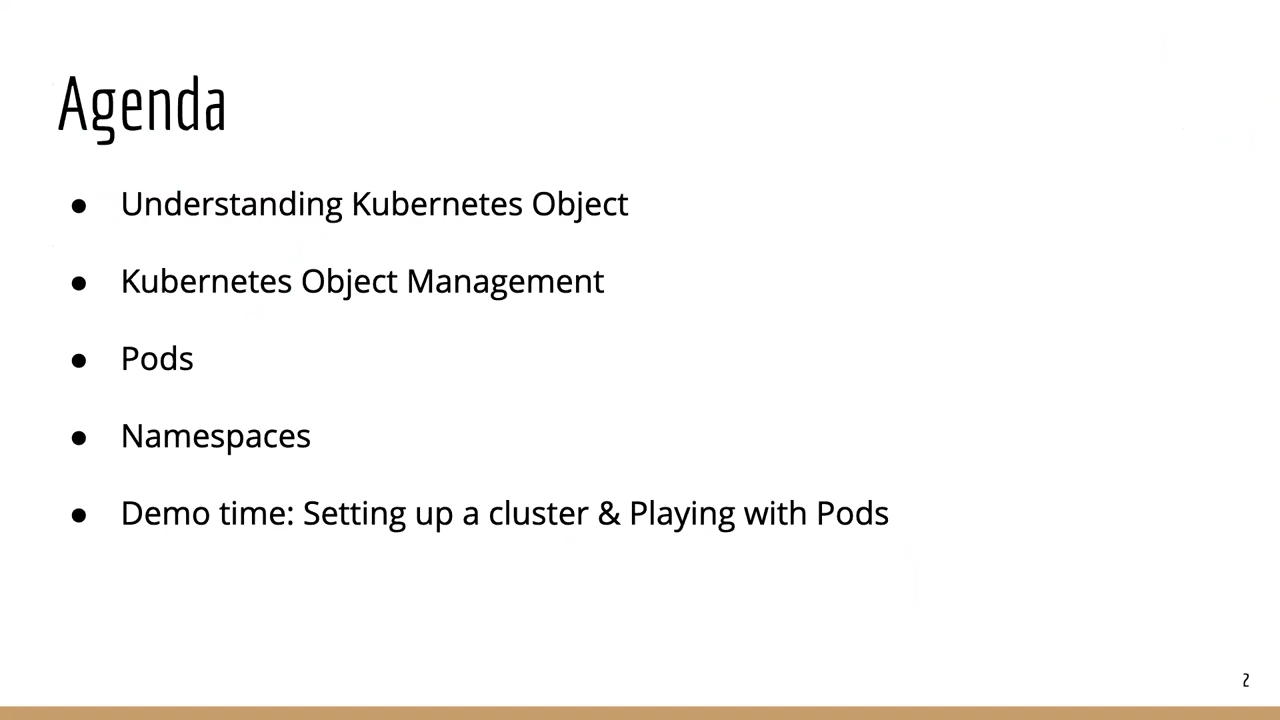 Agenda
● Understanding Kubernetes Object
● Kubernetes Object Management
● Pods
● Namespaces
● Demo time: Setting up a cluster & Playing with Pods
2